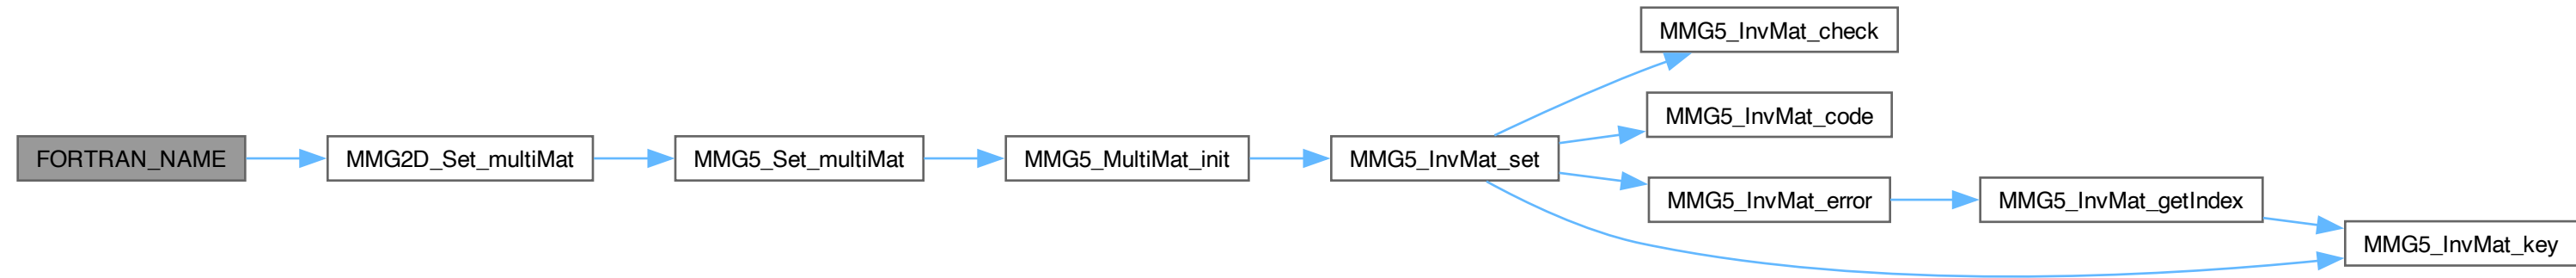 FORTRAN_NAME
MMG2D_Set_multiMat
MMG5_Set_multiMat
MMG5_MultiMat_init
MMG5_InvMat_set
MMG5_InvMat_check
MMG5_InvMat_code
MMG5_InvMat_error
MMG5_InvMat_getIndex
MMG5_InvMat_key